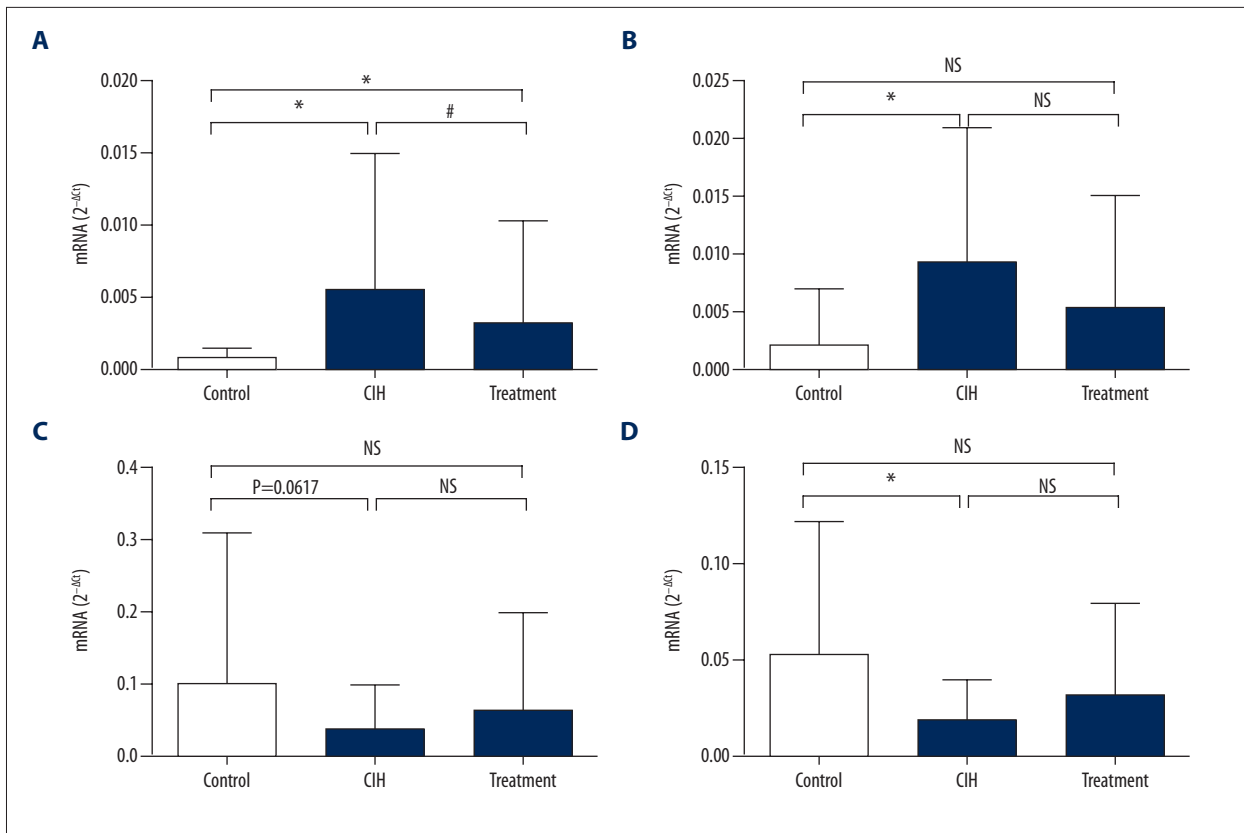 A
mRNA (2−ΔCt)
0.020
0.015
0.010
0.005
0.000
*
*
#
Control CIH Treatment
B
mRNA (2−ΔCt)
0.025
0.020
0.015
0.010
0.005
0.000
NS
*
NS
Control CIH Treatment
C
mRNA (2−ΔCt)
0.4
0.3
0.2
0.1
0.0
NS
P=0.0617
NS
Control CIH Treatment
D
mRNA (2−ΔCt)
0.15
0.10
0.05
0.00
NS
*
NS
Control CIH Treatment